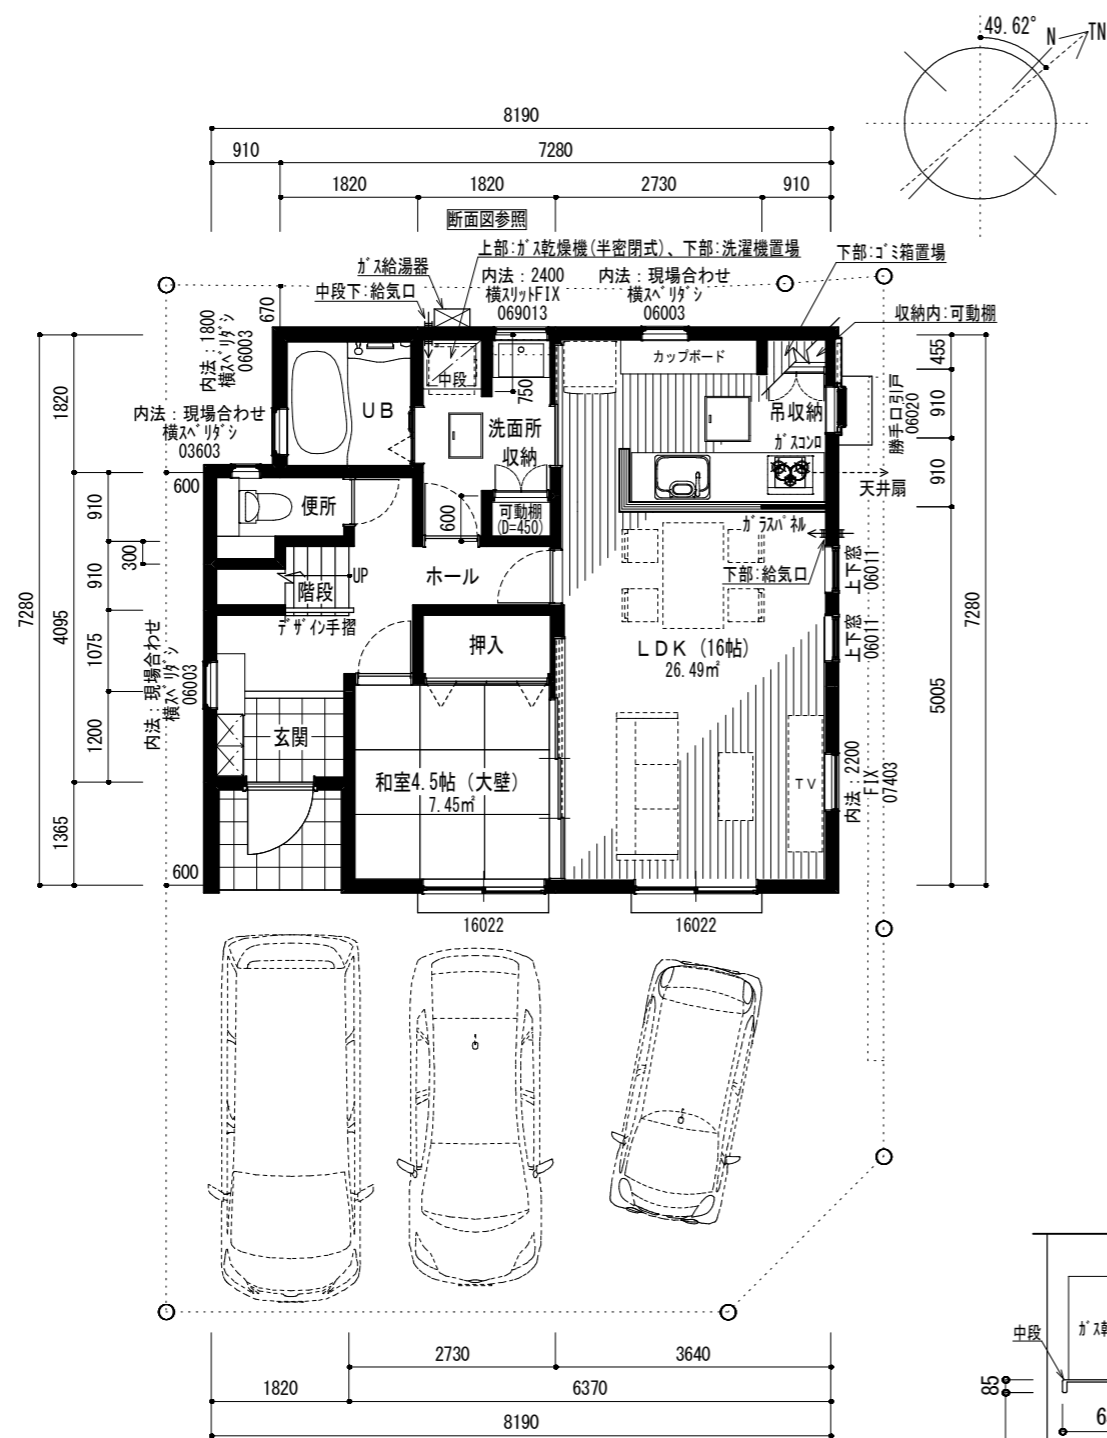 49.62°
N
TN
8190
910
7280
1820
1820
2730
910
断面図参照
上部:ガス乾燥機(半密閉式)、下部:洗濯機置場
下部:ゴミ箱置場
ガス給湯器
内法：2400
内法：現場合わせ
中段下:給気口
横スリットFIX
横スベリダシ
069013
06003
収納内:可動棚
670
内法：1800
横スベリダシ
06003
カップボード
中段
750
455
1820
UB
洗面所
吊収納
910
勝手口引戸
06020
内法：現場合わせ
横スベリダシ
03603
収納
ガスコンロ
910
天井扇
600
便所
600
可動棚
(D=450)
ガラスパネル
910
300
UP
ホール
下部:給気口
上下窓
06011
910
階段
7280
4095
デザイン手摺
押入
LDK (16帖)
26.49㎡
上下窓
06011
7280
1075
内法：現場合わせ
横スベリダシ
06003
5005
1200
玄関
和室4.5帖（大壁）
7.45㎡
TV
内法：2200
FIX
07403
1365
600
16022
16022
2730
3640
1820
6370
8190
中段
85